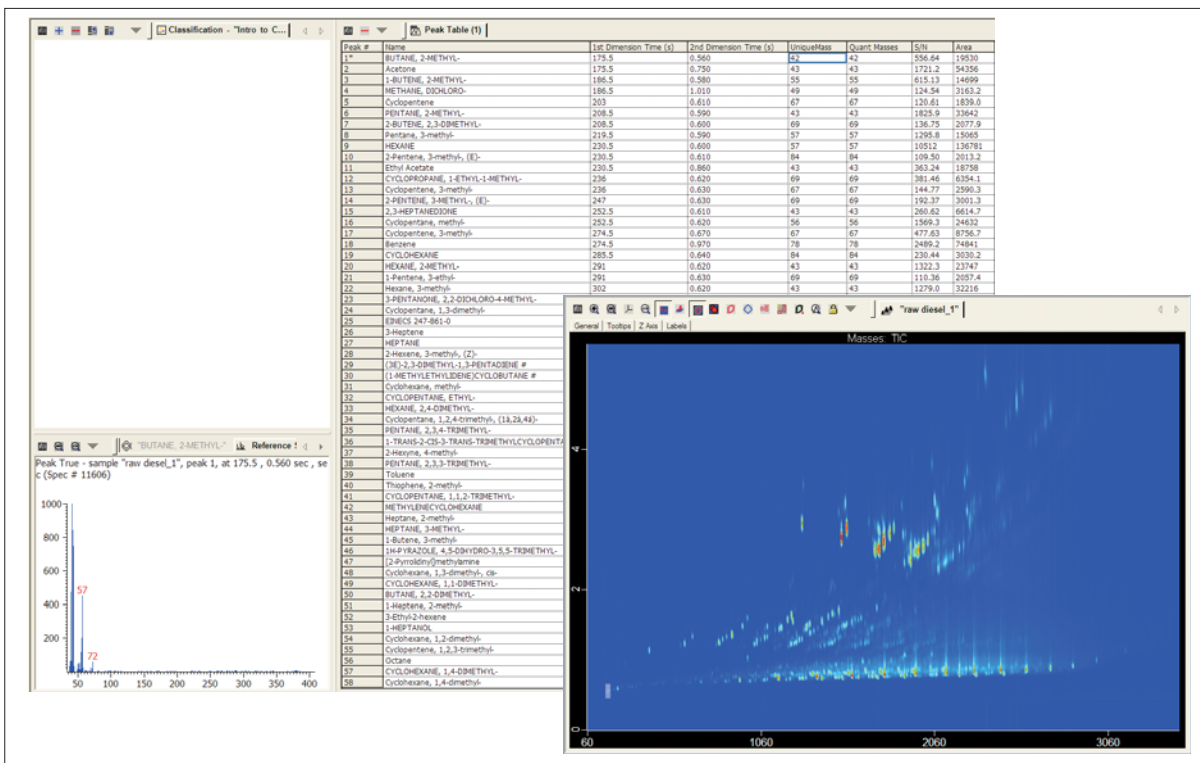 Classification - "Intro to C...
Peak Table (1)
Peak # Name 1st Dimension Time (s) 2nd Dimension Time (s) UniqueMass Quant Masses S/N Area
1* BUTANE, 2-METHYL- 175.5 0.560 42 42 556.64 19530
2 Acetone 175.5 0.750 43 43 1721.2 54356
3 1-BUTENE, 2-METHYL- 186.5 0.580 55 55 615.13 14699
4 METHANE, DICHLORO- 186.5 1.010 49 49 124.54 3163.2
5 Cyclopentene 203 0.610 67 67 120.61 1839.0
6 PENTANE, 2-METHYL- 208.5 0.590 43 43 1825.9 33642
7 2-BUTENE, 2,3-DIMETHYL- 208.5 0.600 69 69 136.75 2077.9
8 Pentane, 3-methyl- 219.5 0.590 57 57 1295.8 15065
9 HEXANE 230.5 0.600 57 57 10512 136781
10 2-Pentene, 3-methyl-, (E)- 230.5 0.610 84 84 109.50 2013.2
11 Ethyl Acetate 230.5 0.860 43 43 363.24 18758
12 CYCLOPROPANE, 1-ETHYL-1-METHYL- 236 0.620 69 69 381.46 6354.1
13 Cyclopentene, 3-methyl- 236 0.630 67 67 144.77 2590.3
14 2-PENTENE, 3-METHYL-, (E)- 247 0.630 69 69 192.37 3001.3
15 2,3-HEPTANEDIONE 252.5 0.610 43 43 260.62 6614.7
16 Cyclopentane, methyl- 252.5 0.620 56 56 1569.3 24632
17 Cyclopentene, 3-methyl- 274.5 0.670 67 67 477.63 8756.7
18 Benzene 274.5 0.970 78 78 2489.2 74841
19 CYCLOHEXANE 285.5 0.640 84 84 230.44 3030.2
20 HEXANE, 2-METHYL- 291 0.620 43 43 1322.3 23747
21 1-Pentene, 3-ethyl- 291 0.630 69 69 110.36 2057.4
22 Hexane, 3-methyl- 302 0.620 43 43 1279.0 32216
23 3-PENTANONE, 2,2-DICHLORO-4-METHYL-
24 Cyclopentane, 1,3-dimethyl-
25 EINECS 247-861-0
26 3-Heptene
27 HEPTANE
28 2-Hexene, 3-methyl-, (Z)-
29 (3E)-2,3-DIMETHYL-1,3-PENTADIENE #
30 (1-METHYLETHYLIDENE)CYCLOBUTANE #
31 Cyclohexane, methyl-
32 CYCLOPENTANE, ETHYL-
33 HEXANE, 2,4-DIMETHYL-
34 Cyclopentane, 1,2,4-trimethyl-, (1à,2à,4á)-
35 PENTANE, 2,3,4-TRIMETHYL-
36 1-TRANS-2-CIS-3-TRANS-TRIMETHYLCYCLOPENTA
37 2-Hexyne, 4-methyl-
38 PENTANE, 2,3,3-TRIMETHYL-
39 Toluene
40 Thiophene, 2-methyl-
41 CYCLOPENTANE, 1,1,2-TRIMETHYL-
42 METHYLENECYCLOHEXANE
43 Heptane, 2-methyl-
44 HEPTANE, 3-METHYL-
45 1-Butene, 3-methyl-
46 1H-PYRAZOLE, 4,5-DIHYDRO-3,5,5-TRIMETHYL-
47 [2-Pyrrolidinyl]methylamine
48 Cyclohexane, 1,3-dimethyl-, cis-
49 CYCLOHEXANE, 1,1-DIMETHYL-
50 BUTANE, 2,2-DIMETHYL-
51 1-Heptene, 2-methyl-
52 3-Ethyl-2-hexene
53 1-HEPTANOL
54 Cyclohexane, 1,2-dimethyl-
55 Cyclopentene, 1,2,3-trimethyl-
56 Octane
57 CYCLOHEXANE, 1,4-DIMETHYL-
58 Cyclohexane, 1,4-dimethyl-
"BUTANE, 2-METHYL-" Reference S
Peak True - sample "raw diesel_1", peak 1, at 175.5 , 0.560 sec , se
c (Spec # 11606)
1000
800
600
400
200
57
72
50 100 150 200 250 300 350 400
"raw diesel_1"
General Tooltips Z Axis Labels
Masses: TIC
4
2
0
60 1060 2060 3060